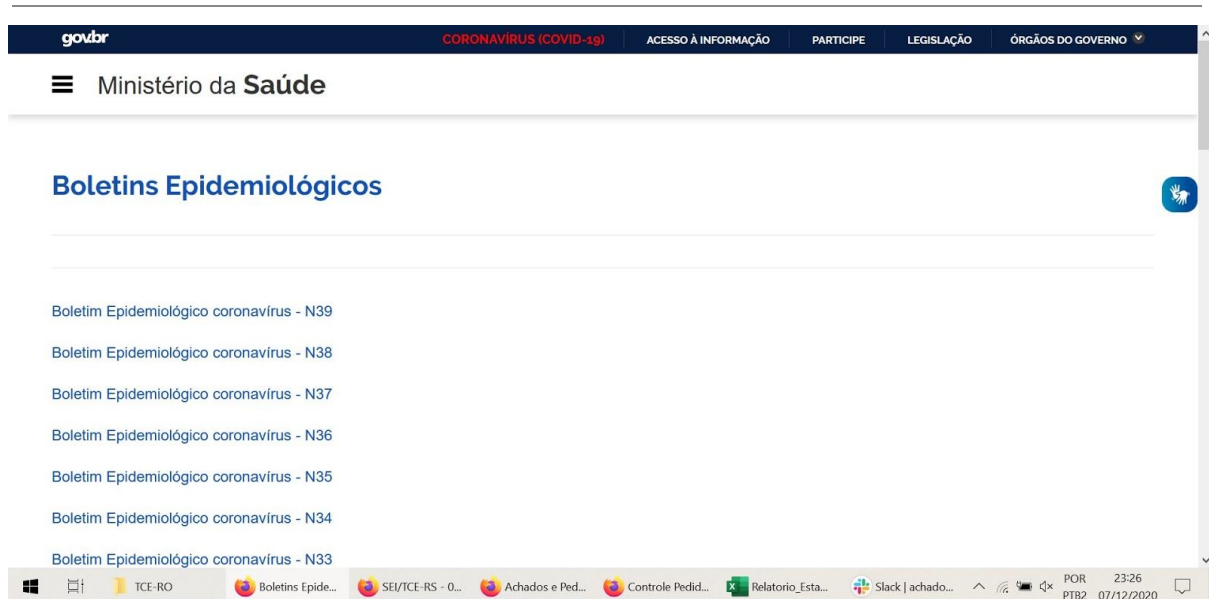 gov.br CORONAVÍRUS (COVID-19) ACESSO À INFORMAÇÃO PARTICIPE LEGISLAÇÃO ÓRGÃOS DO GOVERNO
Ministério da Saúde
Boletins Epidemiológicos
Boletim Epidemiológico coronavírus - N39
Boletim Epidemiológico coronavírus - N38
Boletim Epidemiológico coronavírus - N37
Boletim Epidemiológico coronavírus - N36
Boletim Epidemiológico coronavírus - N35
Boletim Epidemiológico coronavírus - N34
Boletim Epidemiológico coronavírus - N33
TCE-RO Boletins Epide... SEI/TCE-RS - 0... Achados e Ped... Controle Pedid... Relatorio_Esta... Slack | achado... POR 23:26
PTB2 07/12/2020